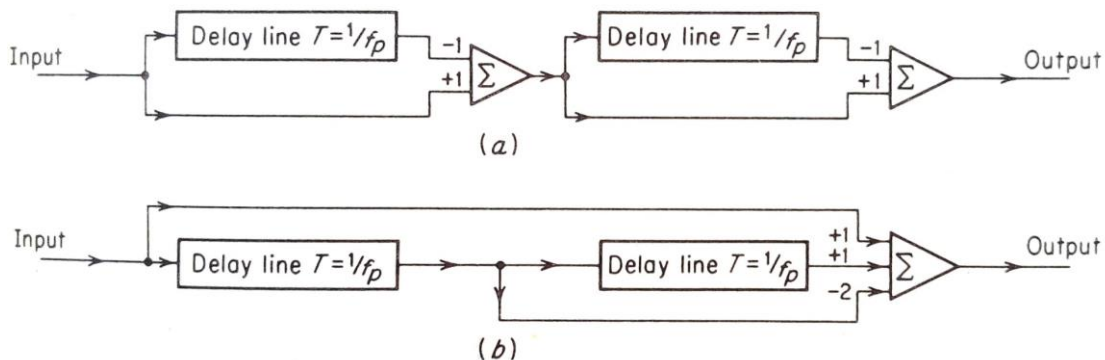 Delay line T=1/fp
Delay line T=1/fp
Input
-1
-1
Output
+1
Σ
+1
Σ
(a)
Input
+1
Output
Delay line T=1/fp
Delay line T=1/fp
+1
Σ
-2
(b)